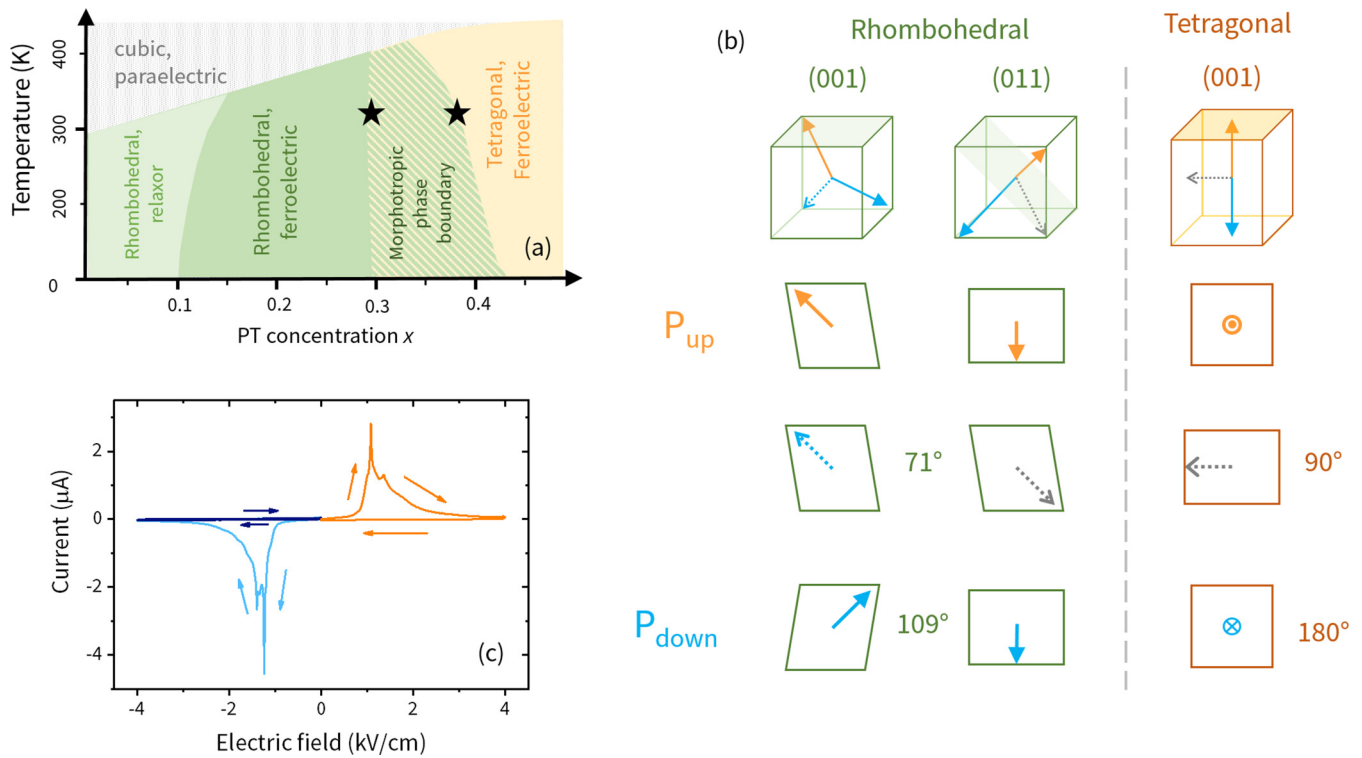 Temperature (K)
400
300
200
0
cubic,
paraelectric
Rhombohedral,
relaxor
Rhombohedral,
ferroelectric
Morphotropic
phase
boundary
Tetragonal,
Ferroelectric
(a)
0.1
0.2
0.3
0.4
PT concentration x
(b)
Rhombohedral
Tetragonal
(001)
(011)
(001)
Pup
71°
90°
Pdown
109°
180°
Current (µA)
2
0
-2
-4
(c)
-4
-2
0
2
4
Electric field (kV/cm)